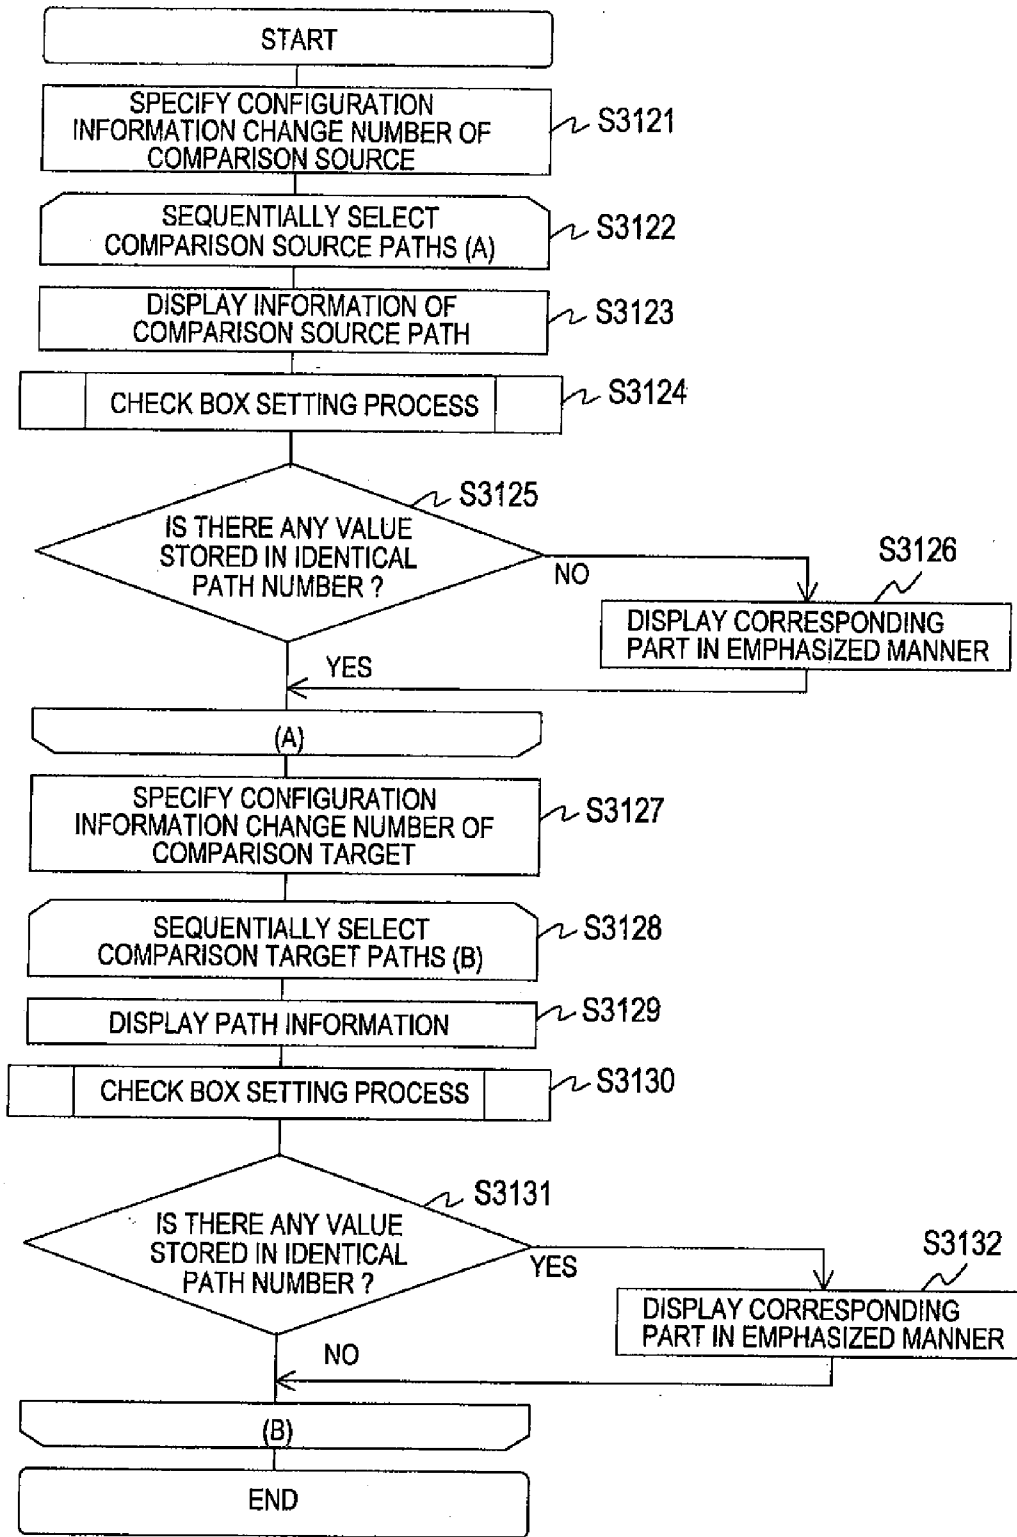 START
SPECIFY CONFIGURATION
INFORMATION CHANGE NUMBER OF
COMPARISON SOURCE
S3121
SEQUENTIALLY SELECT
COMPARISON SOURCE PATHS (A)
S3122
DISPLAY INFORMATION OF
COMPARISON SOURCE PATH
S3123
CHECK BOX SETTING PROCESS
S3124
S3125
IS THERE ANY VALUE
STORED IN IDENTICAL
PATH NUMBER ?
NO
S3126
DISPLAY CORRESPONDING
PART IN EMPHASIZED MANNER
YES
(A)
SPECIFY CONFIGURATION
INFORMATION CHANGE NUMBER OF
COMPARISON TARGET
S3127
SEQUENTIALLY SELECT
COMPARISON TARGET PATHS (B)
S3128
DISPLAY PATH INFORMATION
S3129
CHECK BOX SETTING PROCESS
S3130
S3131
IS THERE ANY VALUE
STORED IN IDENTICAL
PATH NUMBER ?
YES
S3132
DISPLAY CORRESPONDING
PART IN EMPHASIZED MANNER
NO
(B)
END